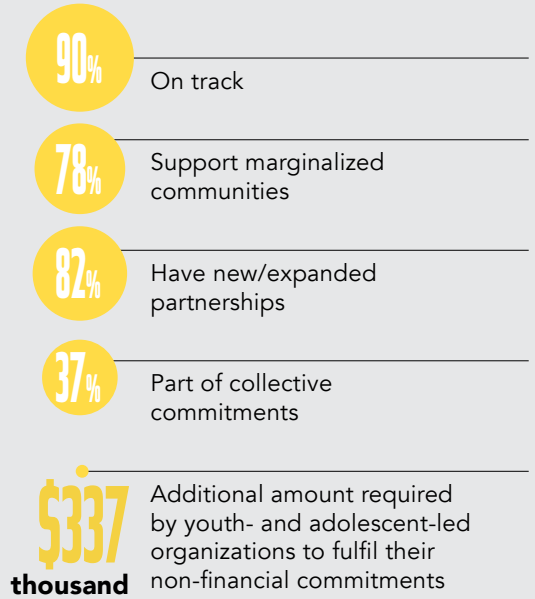 90%
On track
78%
Support marginalized
communities
82%
Have new/expanded
partnerships
37%
Part of collective
commitments
$337
thousand
Additional amount required
by youth- and adolescent-led
organizations to fulfil their
non-financial commitments